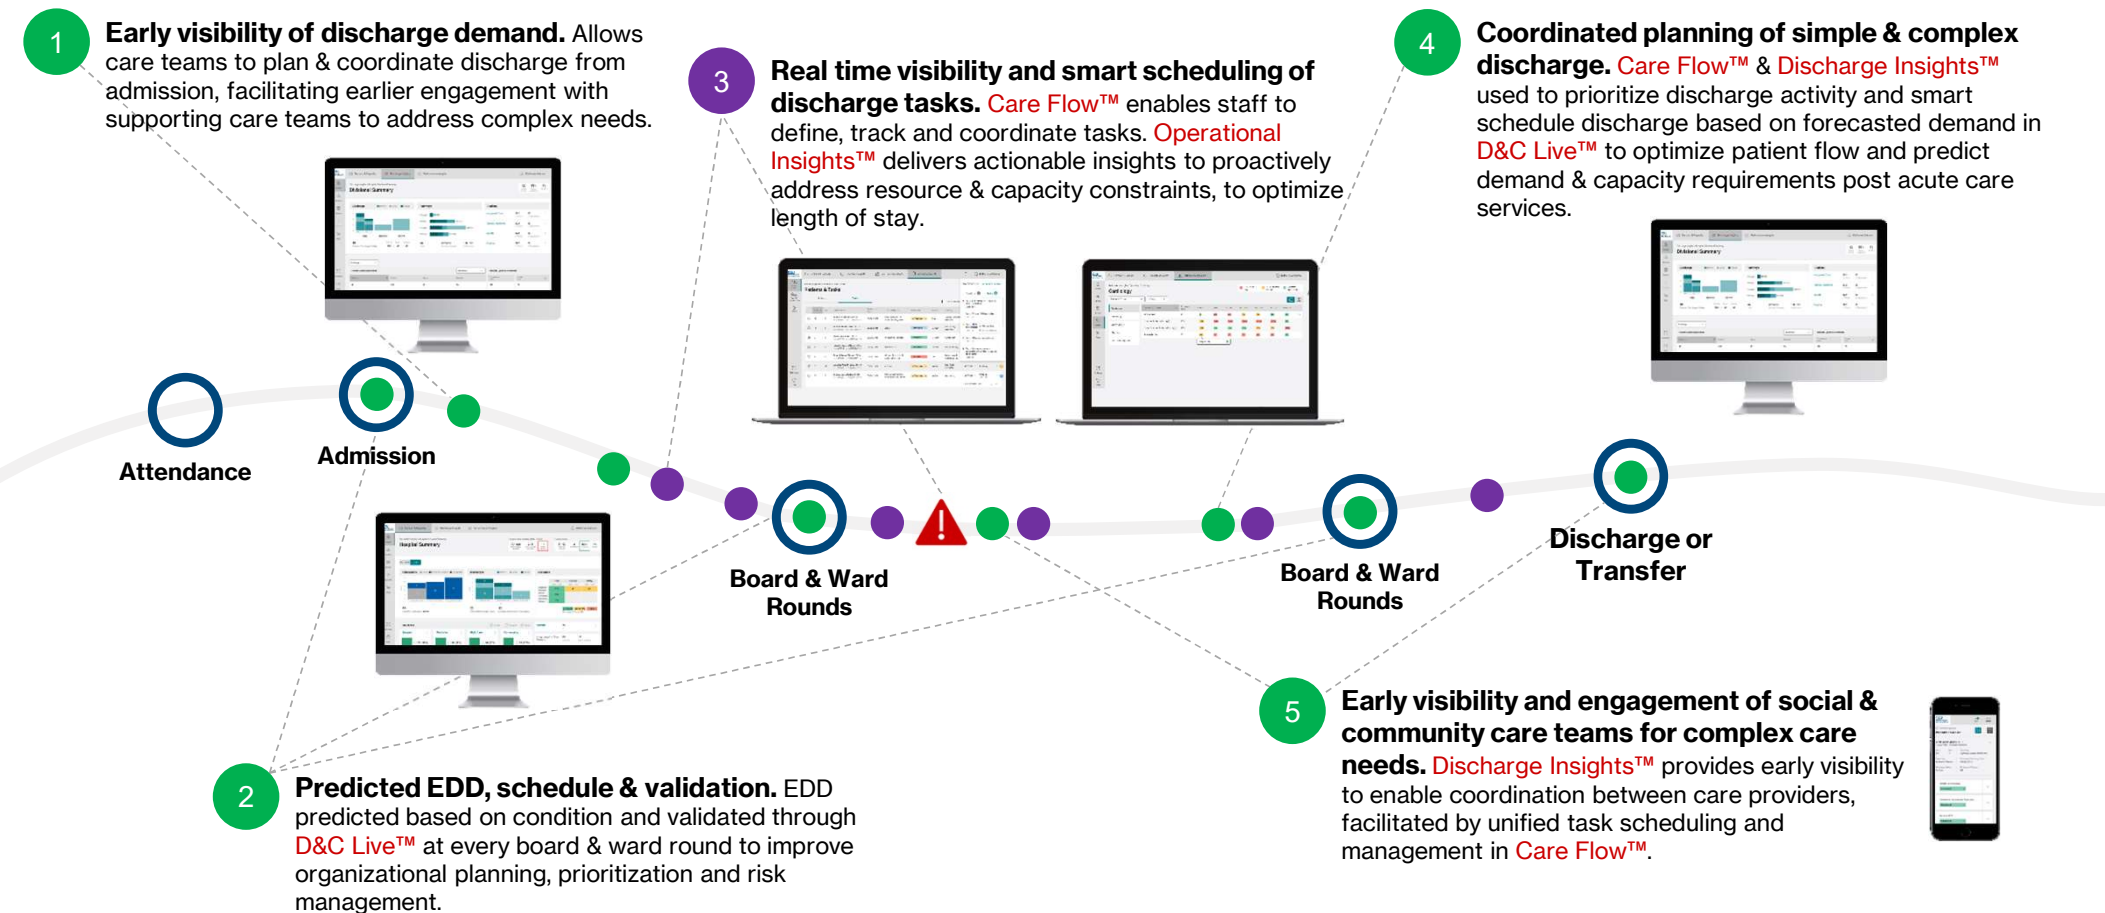 1
Early visibility of discharge demand. Allows
care teams to plan & coordinate discharge from
admission, facilitating earlier engagement with
supporting care teams to address complex needs.
3
Real time visibility and smart scheduling of
discharge tasks. Care Flow™ enables staff to
define, track and coordinate tasks. Operational
Insights™ delivers actionable insights to proactively
address resource & capacity constraints, to optimize
length of stay.
4
Coordinated planning of simple & complex
discharge. Care Flow™ & Discharge Insights™
used to prioritize discharge activity and smart
schedule discharge based on forecasted demand in
D&C Live™ to optimize patient flow and predict
demand & capacity requirements post acute care
services.
Divisional Summary
Patients & Tasks
Cardiology
Divisional Summary
Attendance
Admission
Hospital Summary
Board & Ward
Rounds
Board & Ward
Rounds
Discharge or
Transfer
2
Predicted EDD, schedule & validation. EDD
predicted based on condition and validated through
D&C Live™ at every board & ward round to improve
organizational planning, prioritization and risk
management.
5
Early visibility and engagement of social &
community care teams for complex care
needs. Discharge Insights™ provides early visibility
to enable coordination between care providers,
facilitated by unified task scheduling and
management in Care Flow™.